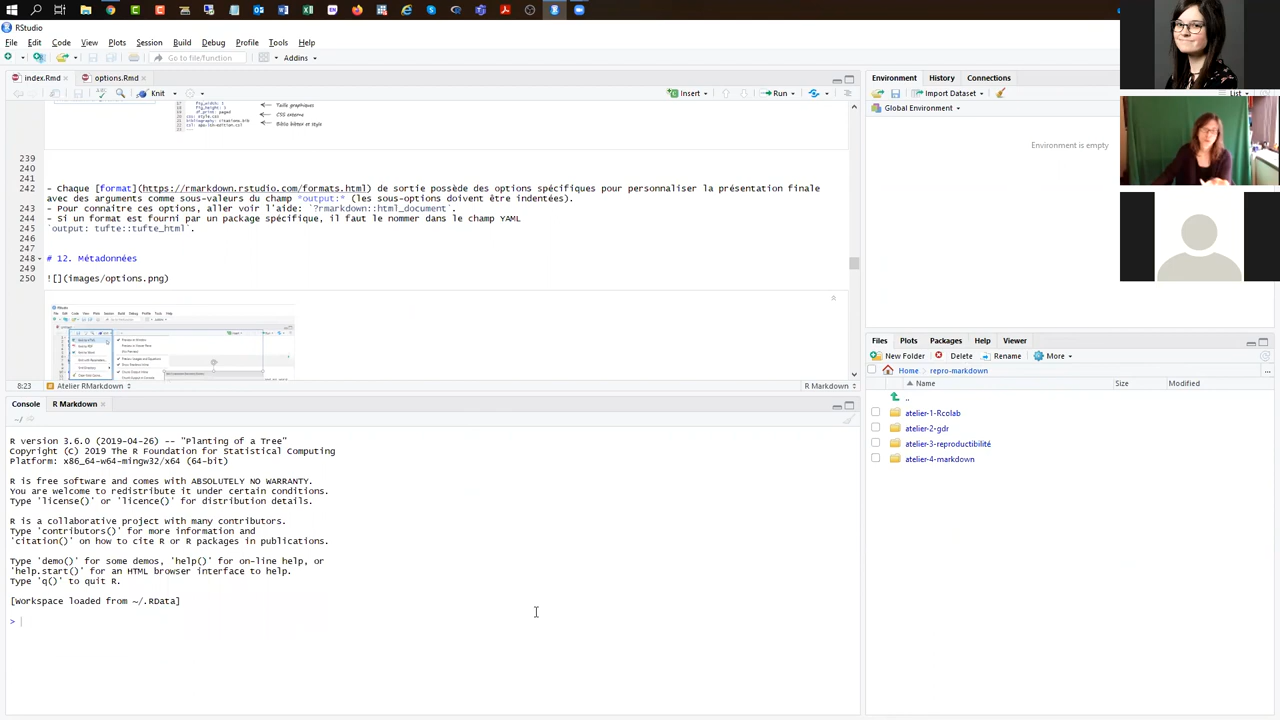 RStudio
File Edit Code View Plots Session Build Debug Profile Tools Help
Go to file/function Addins
index.Rmd options.Rmd
Knit Insert Run
Taille graphiques
CSS externe
Biblio biblatex et style
239
240
241
242 - Chaque [format](https://rmarkdown.rstudio.com/formats.html) de sortie possède des options spécifiques pour personnaliser la présentation finale
avec des arguments comme sous-valeurs du champ *output:* (les sous-options doivent être indentées).
243 - Pour connaitre ces options, aller voir l'aide: `?rmarkdown::html_document`.
244 - Si un format est fourni par un package spécifique, il faut le nommer dans le champ YAML
245 `output: tufte::tufte_html`.
246
247
248 # 12. Métadonnées
249
250 ![](images/options.png)
8:23 Atelier RMarkdown R Markdown
Console R Markdown
~/
R version 3.6.0 (2019-04-26) -- "Planting of a Tree"
Copyright (C) 2019 The R Foundation for Statistical Computing
Platform: x86_64-w64-mingw32/x64 (64-bit)
R is free software and comes with ABSOLUTELY NO WARRANTY.
You are welcome to redistribute it under certain conditions.
Type 'license()' or 'licence()' for distribution details.
R is a collaborative project with many contributors.
Type 'contributors()' for more information and
'citation()' on how to cite R or R packages in publications.
Type 'demo()' for some demos, 'help()' for on-line help, or
'help.start()' for an HTML browser interface to help.
Type 'q()' to quit R.
[Workspace loaded from ~/.RData]
>
Environment History Connections
Import Dataset List
Global Environment
Environment is empty
Files Plots Packages Help Viewer
New Folder Delete Rename More
Home repro-markdown ...
Name Size Modified
..
atelier-1-Rcolab
atelier-2-gdr
atelier-3-reproductibilité
atelier-4-markdown